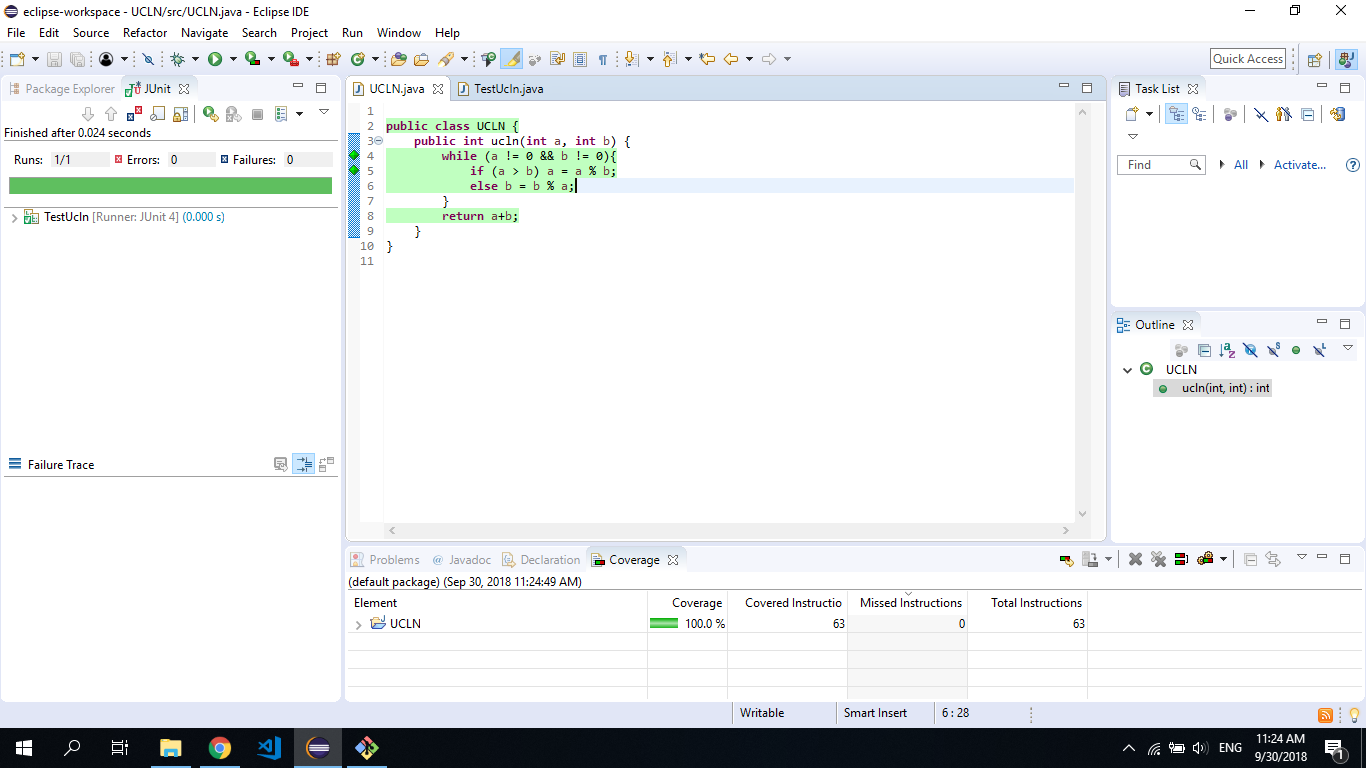 eclipse-workspace - UCLN/src/UCLN.java - Eclipse IDE
File Edit Source Refactor Navigate Search Project Run Window Help
Quick Access
Package Explorer JUnit
Finished after 0.024 seconds
Runs: 1/1 Errors: 0 Failures: 0
TestUcln [Runner: JUnit 4] (0.000 s)
Failure Trace
UCLN.java TestUcln.java
1
2 public class UCLN {
3 public int ucln(int a, int b) {
4 while (a != 0 && b != 0){
5 if (a > b) a = a % b;
6 else b = b % a;
7 }
8 return a+b;
9 }
10 }
11
Task List
Find All Activate...
Outline
UCLN
ucln(int, int) : int
Problems @ Javadoc Declaration Coverage
(default package) (Sep 30, 2018 11:24:49 AM)
Element Coverage Covered Instructio Missed Instructions Total Instructions
UCLN 100.0 % 63 0 63
Writable Smart Insert 6 : 28
ENG 11:24 AM
9/30/2018
1